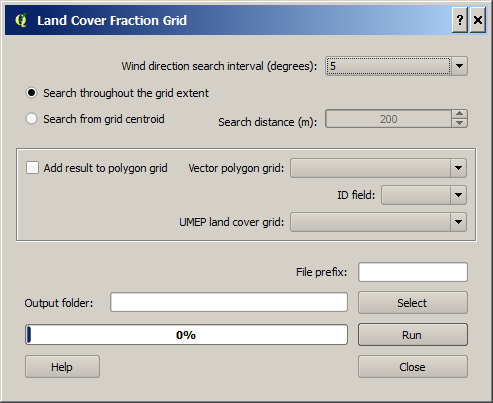 Land Cover Fraction Grid
? ×
Wind direction search interval (degrees): 5
Search throughout the grid extent
Search from grid centroid Search distance (m): 200
Add result to polygon grid Vector polygon grid:
ID field:
UMEP land cover grid:
File prefix:
Output folder: Select
0% Run
Help Close